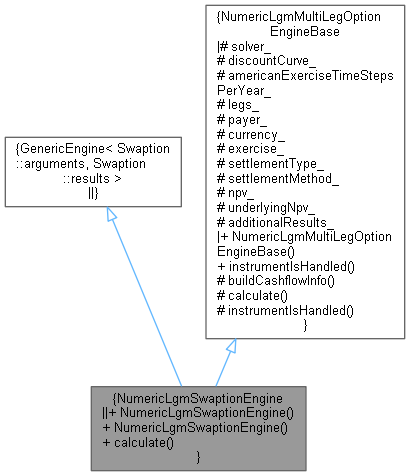 {NumericLgmMultiLegOption
EngineBase
|# solver_
# discountCurve_
# americanExerciseTimeSteps
PerYear_
# legs_
# payer_
# currency_
# exercise_
# settlementType_
# settlementMethod_
# npv_
# underlyingNpv_
# additionalResults_
|+ NumericLgmMultiLegOption
EngineBase()
+ instrumentIsHandled()
# buildCashflowInfo()
# calculate()
# instrumentIsHandled()
}
{GenericEngine< Swaption
::arguments, Swaption
::results >
||}
{NumericLgmSwaptionEngine
||+ NumericLgmSwaptionEngine()
+ NumericLgmSwaptionEngine()
+ calculate()
}